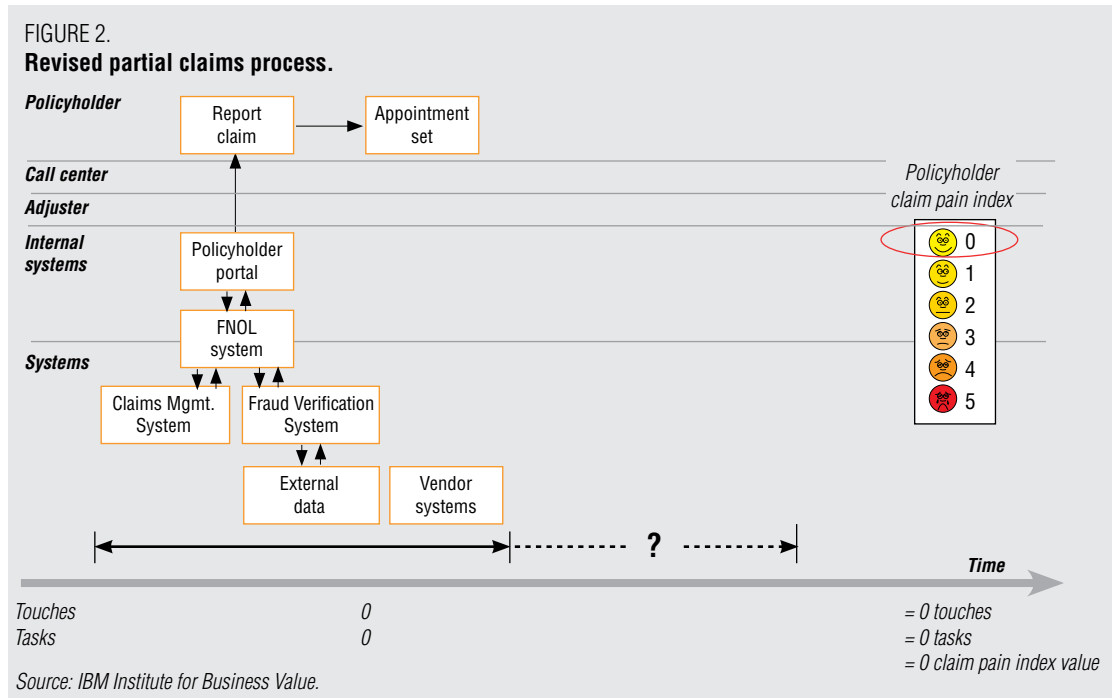 FIGURE 2.
Revised partial claims process.
Policyholder
Report
claim
Appointment
set
Call center
Policyholder
claim pain index
Adjuster
Internal
systems
Policyholder
portal
0
1
2
3
4
5
FNOL
system
Systems
Claims Mgmt.
System
Fraud Verification
System
External
data
Vendor
systems
?
Time
Touches 0 = 0 touches
Tasks 0 = 0 tasks
= 0 claim pain index value
Source: IBM Institute for Business Value.